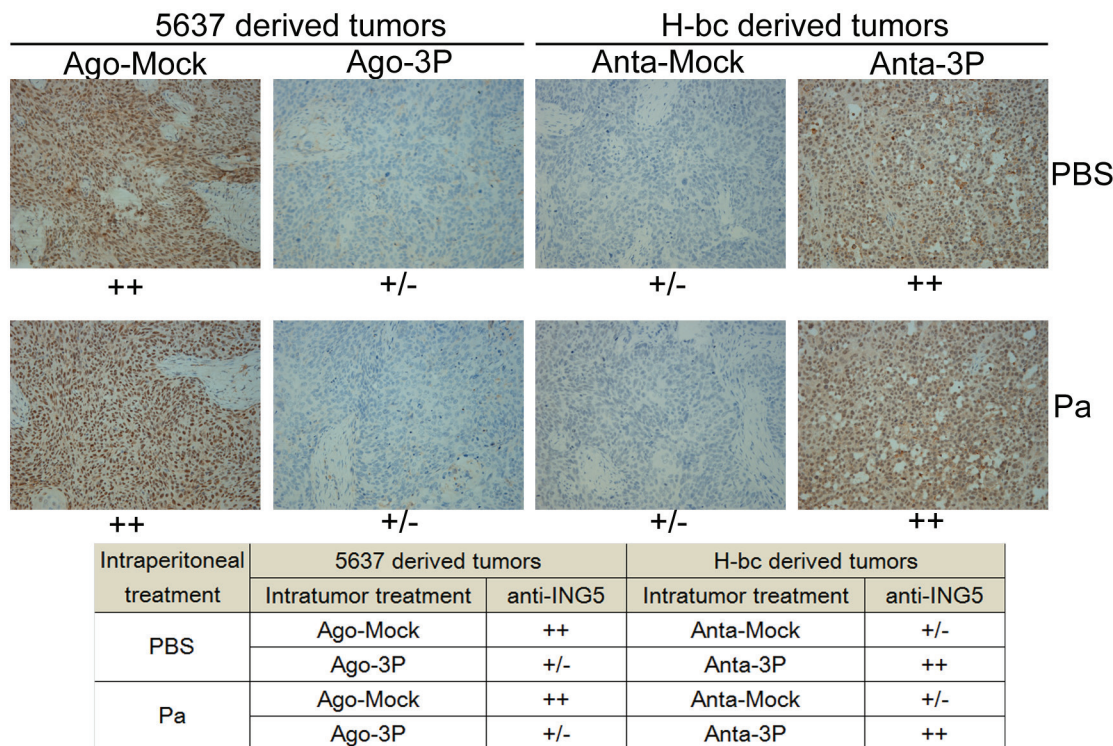 5637 derived tumors H-bc derived tumors
Ago-Mock Ago-3P Anta-Mock Anta-3P
PBS
++ +/- +/- ++
Pa
++ +/- +/- ++
Intraperitoneal treatment 5637 derived tumors H-bc derived tumors
Intratumor treatment anti-ING5 Intratumor treatment anti-ING5
PBS Ago-Mock ++ Anta-Mock +/-
Ago-3P +/- Anta-3P ++
Pa Ago-Mock ++ Anta-Mock +/-
Ago-3P +/- Anta-3P ++